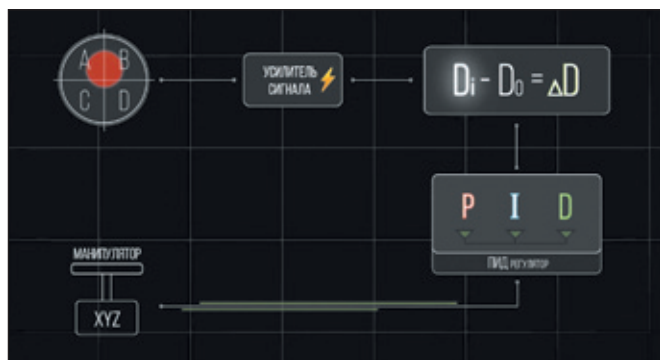 A B
C D
УСИЛИТЕЛЬ
СИГНАЛА
Di - D0 = ΔD
P I D
ПИД РЕГУЛЯТОР
МАНИПУЛЯТОР
XYZ